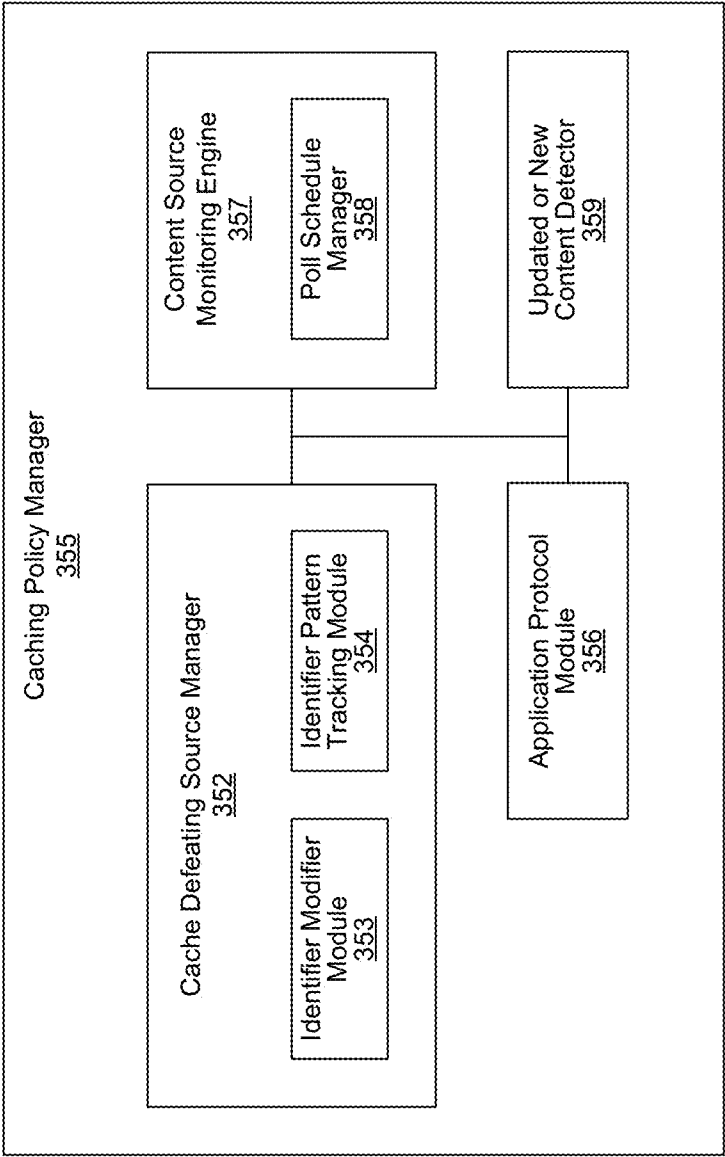 Caching Policy Manager
355
Cache Defeating Source Manager
352
Identifier Modifier
Module
353
Identifier Pattern
Tracking Module
354
Content Source
Monitoring Engine
357
Poll Schedule
Manager
358
Application Protocol
Module
356
Updated or New
Content Detector
359